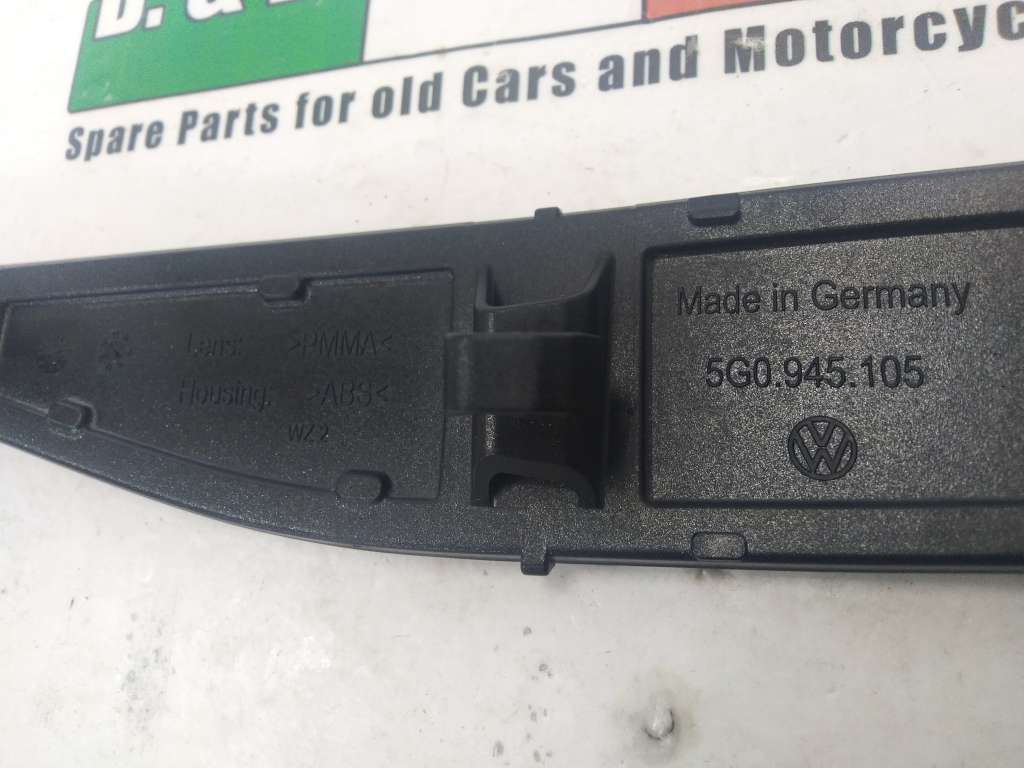 Spare Parts for old Cars and Motorcyc
Lens: >PMMA<
Housing: >ABS<
WZ 2
Made in Germany
5G0.945.105